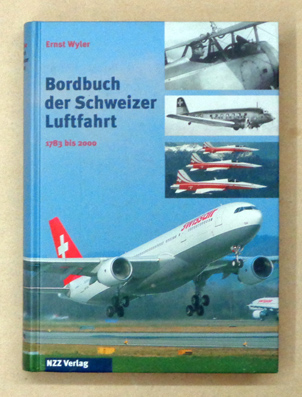 Ernst Wyler
Bordbuch
der Schweizer
Luftfahrt
1783 bis 2000
swissair
NZZ Verlag